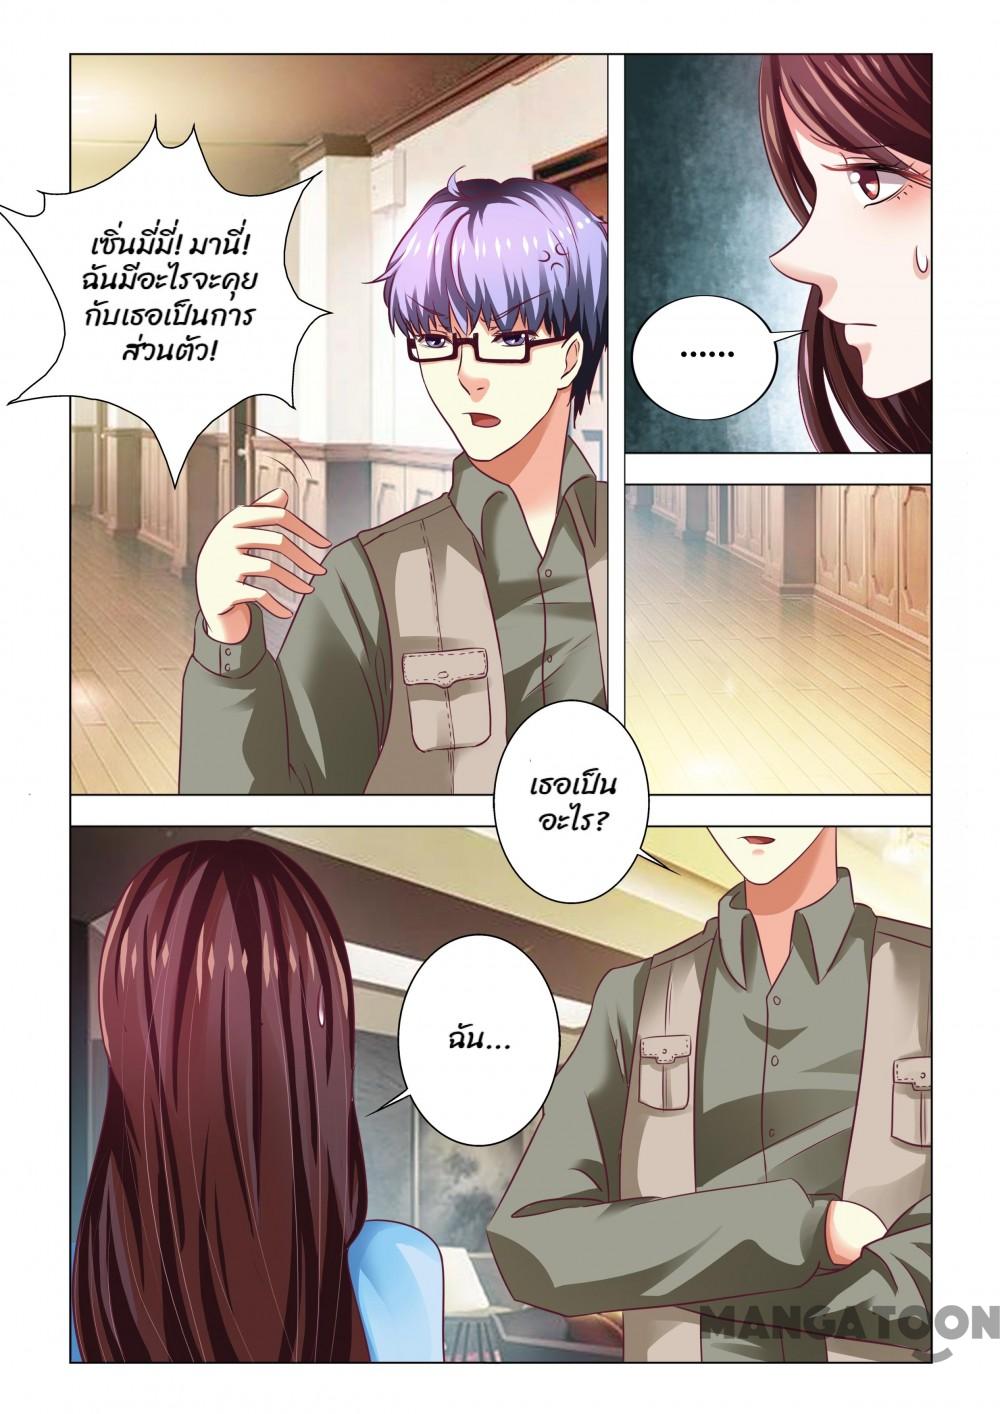 เซิ่นมี่มี่! มานี่!
ฉันมีอะไรจะคุย
กับเธอเป็นการ
ส่วนตัว!
......
เธอเป็น
อะไร?
ฉัน...
MANGATOON